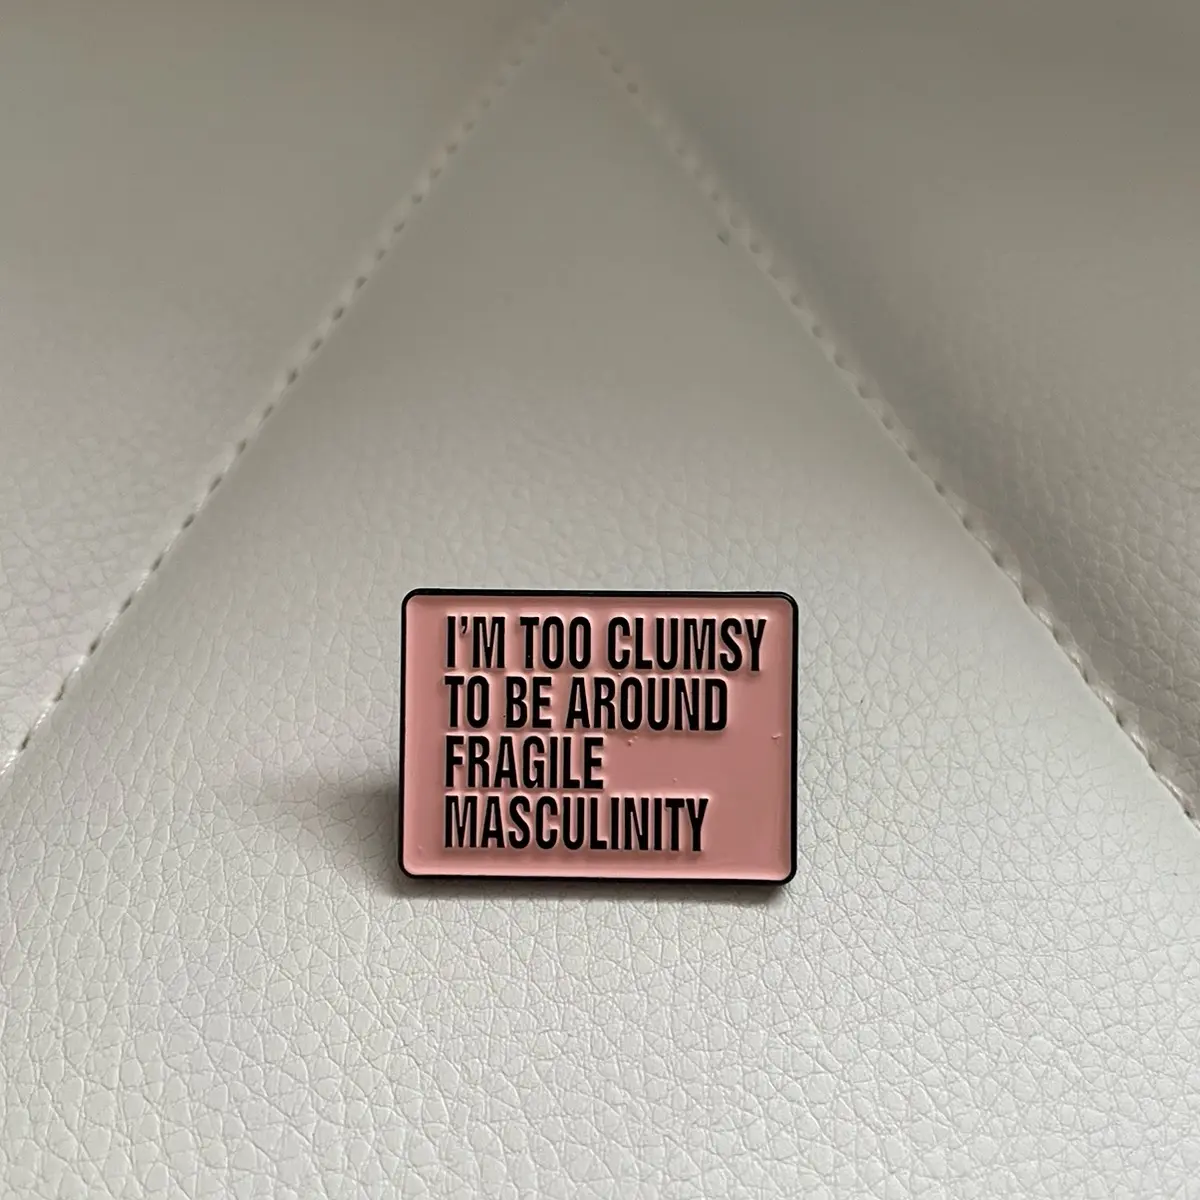 I'M TOO CLUMSY
TO BE AROUND
FRAGILE
MASCULINITY